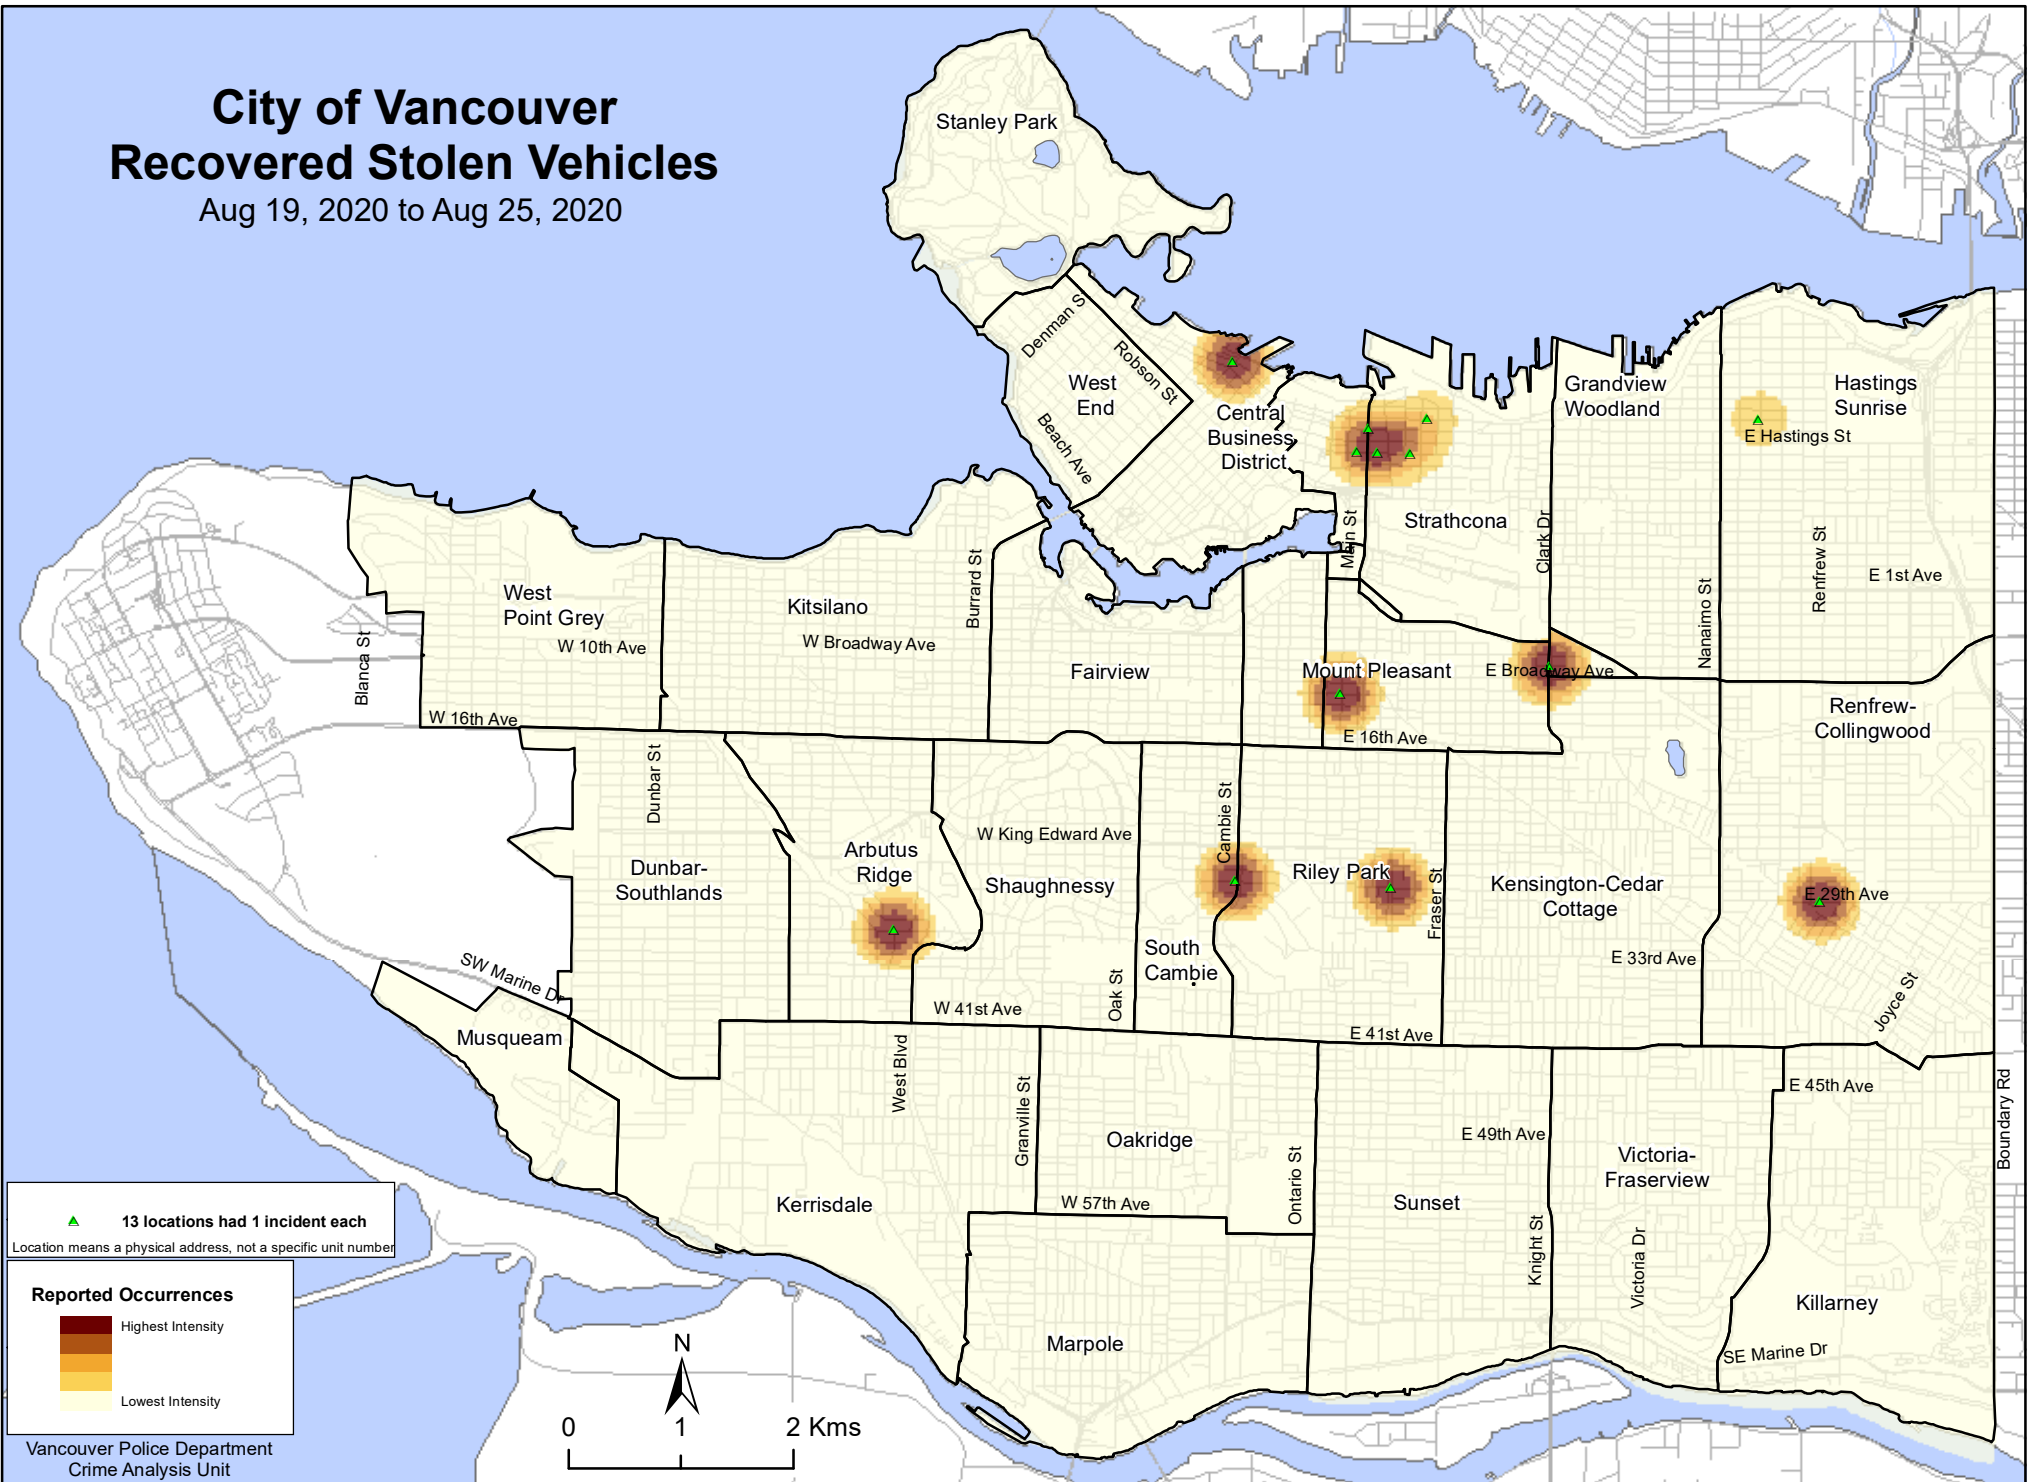 City of Vancouver
Recovered Stolen Vehicles
Aug 19, 2020 to Aug 25, 2020
Stanley Park
Denman S
Robson St
West
End
Beach Ave
Central
Business
District
Grandview
Woodland
Hastings
Sunrise
E Hastings St
Strathcona
Main St
Clark Dr
Nanaimo St
Renfrew St
E 1st Ave
West
Point Grey
W 10th Ave
Blanca St
W 16th Ave
Kitsilano
W Broadway Ave
Burrard St
Fairview
Mount Pleasant
E Broadway Ave
E 16th Ave
Renfrew-
Collingwood
Dunbar St
Dunbar-
Southlands
Arbutus
Ridge
W King Edward Ave
Shaughnessy
Cambie St
Riley Park
Fraser St
Kensington-Cedar
Cottage
E 29th Ave
E 33rd Ave
South
Cambie
Oak St
Joyce St
SW Marine Dr
Musqueam
W 41st Ave
E 41st Ave
West Blvd
Granville St
Oakridge
W 57th Ave
Ontario St
E 49th Ave
E 45th Ave
Boundary Rd
Kerrisdale
Sunset
Knight St
Victoria-
Fraserview
Victoria Dr
Killarney
SE Marine Dr
Marpole
13 locations had 1 incident each
Location means a physical address, not a specific unit number
Reported Occurrences
Highest Intensity
Lowest Intensity
Vancouver Police Department
Crime Analysis Unit
N
0 1 2 Kms